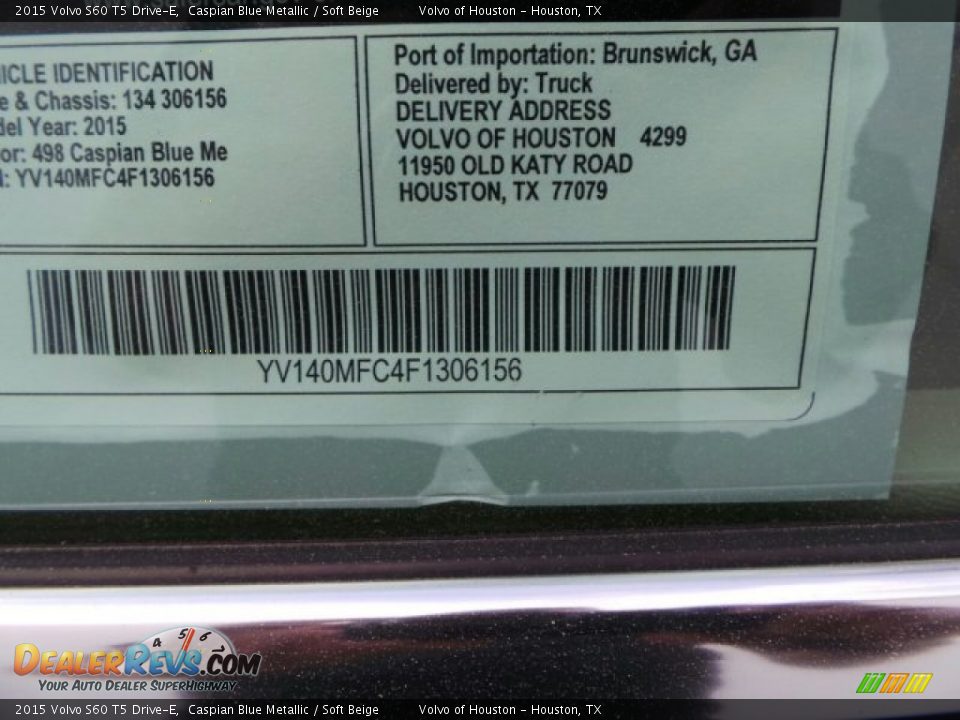 2015 Volvo S60 T5 Drive-E, Caspian Blue Metallic / Soft Beige Volvo of Houston - Houston, TX
ICLE IDENTIFICATION
e & Chassis: 134 306156
del Year: 2015
or: 498 Caspian Blue Me
: YV140MFC4F1306156
Port of Importation: Brunswick, GA
Delivered by: Truck
DELIVERY ADDRESS
VOLVO OF HOUSTON 4299
11950 OLD KATY ROAD
HOUSTON, TX 77079
YV140MFC4F1306156
4 5 6
DEALERREVS.COM
YOUR AUTO DEALER SUPERHIGHWAY
2015 Volvo S60 T5 Drive-E, Caspian Blue Metallic / Soft Beige Volvo of Houston - Houston, TX